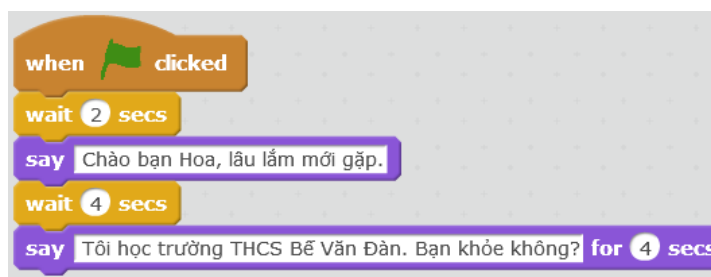 when clicked
wait 2 secs
say Chào bạn Hoa, lâu lắm mới gặp.
wait 4 secs
say Tôi học trường THCS Bế Văn Đàn. Bạn khỏe không? for 4 secs